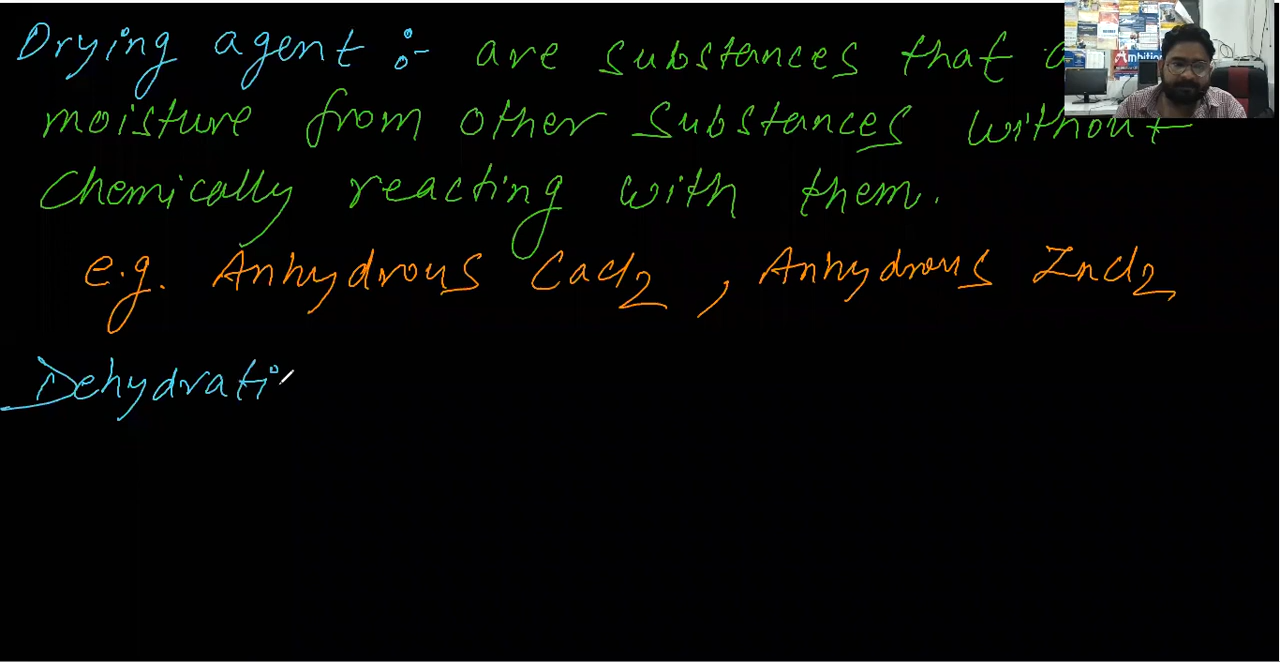 Drying agent :- are substances that
moisture from other substances without
Chemically reacting with them.
e.g. Anhydrous CaCl2 , Anhydrous ZnCl2
Dehydrati
Ambition